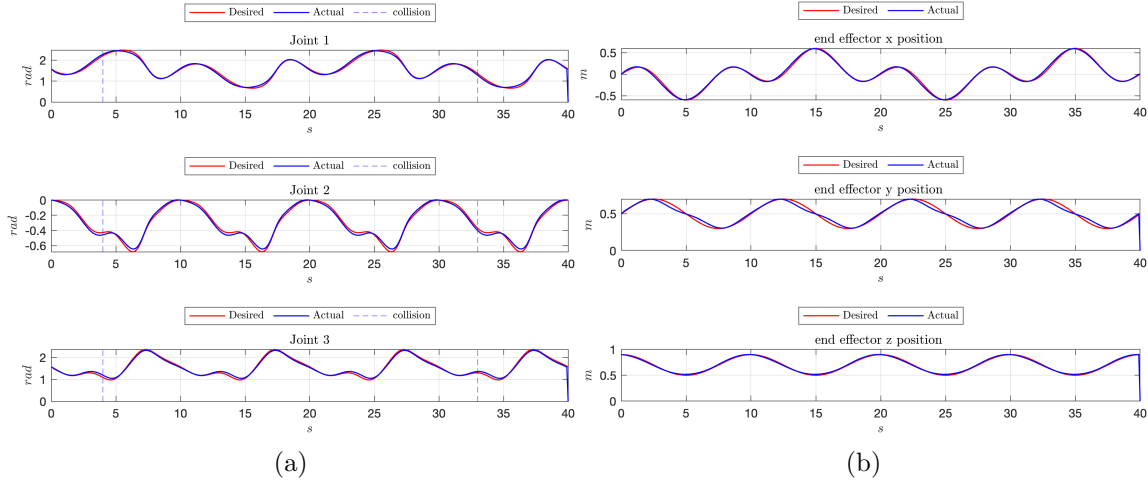 Desired Actual collision
Joint 1
rad
2
1
0
0 5 10 15 20 25 30 35 40
s
Desired Actual collision
Joint 2
rad
0
-0.2
-0.4
-0.6
0 5 10 15 20 25 30 35 40
s
Desired Actual collision
Joint 3
rad
2
1
0
0 5 10 15 20 25 30 35 40
s
(a)
Desired Actual
end effector x position
m
0.5
0
-0.5
0 5 10 15 20 25 30 35 40
s
Desired Actual
end effector y position
m
0.5
0
0 5 10 15 20 25 30 35 40
s
Desired Actual
end effector z position
m
1
0.5
0
0 5 10 15 20 25 30 35 40
s
(b)